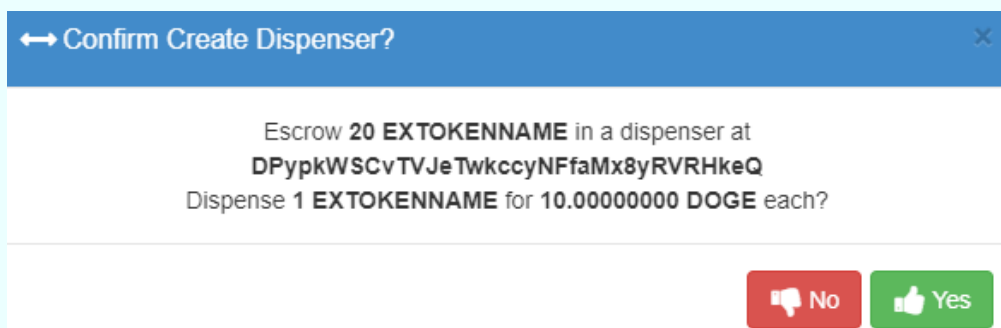 Confirm Create Dispenser?
Escrow 20 EXTOKENNAME in a dispenser at
DPypkWSCvTVJeTwkccyNFfaMx8yRVRHkeQ
Dispense 1 EXTOKENNAME for 10.00000000 DOGE each?
No
Yes